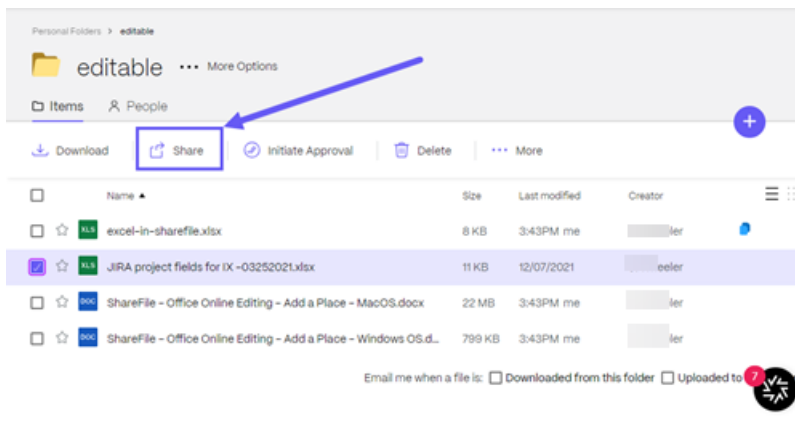 Personal Folders > editable
editable ••• More Options
Items People
+
Download Share Initiate Approval Delete ••• More
Name ▲ Size Last modified Creator
XLS excel-in-sharefile.xlsx 8 KB 3:43PM me ler
XLS JIRA project fields for IX -03252021.xlsx 11 KB 12/07/2021 eeler
DOC ShareFile - Office Online Editing - Add a Place - MacOS.docx 22 MB 3:43PM me ler
DOC ShareFile - Office Online Editing - Add a Place - Windows OS.d... 799 KB 3:43PM me ler
Email me when a file is: Downloaded from this folder Uploaded to 7